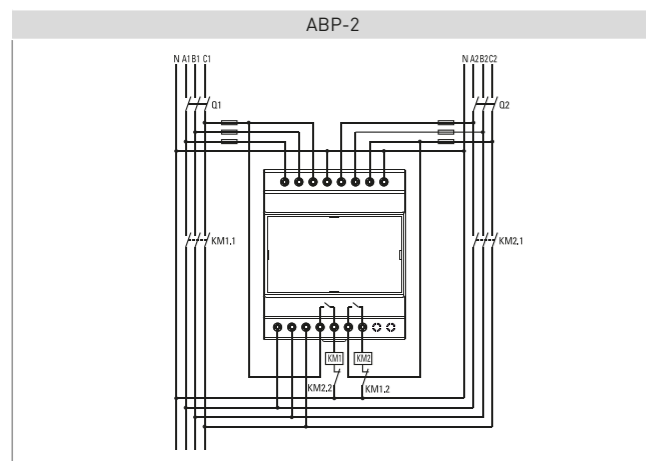 АВР-2
N A1 B1 C1
N A2 B2 C2
Q1
Q2
KM1.1
KM2.1
KM1
KM2
KM2.2
KM1.2